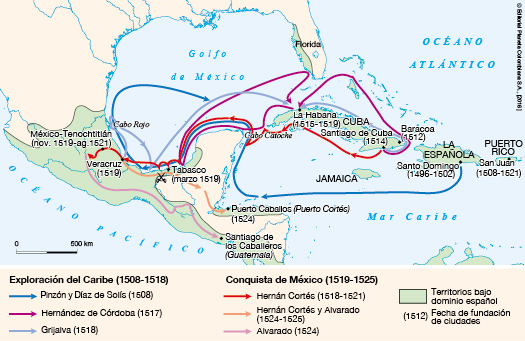 © Editorial Planeta Colombiana S.A. (2016)
Golfo
de México
Florida
OCÉANO
ATLÁNTICO
Cabo Rojo
México-Tenochtitlán
(nov. 1519-ag.1521)
Veracruz
(1519)
Tabasco
(marzo 1519)
Cabo Catoche
La Habana
(1515-1519)
CUBA
Santiago de Cuba
(1514)
Barácoa
(1512)
LA
ESPAÑOLA
Santo Domingo
(1496-1502)
PUERTO
RICO
San Juan
(1508-1521)
JAMAICA
Mar Caribe
Puerto Caballos (Puerto Cortés)
(1524)
Santiago de
los Caballeros
(Guatemala)
OCÉANO PACÍFICO
0
500 km
Exploración del Caribe (1508-1518)
Pinzón y Díaz de Solís (1508)
Hernández de Córdoba (1517)
Grijalva (1518)
Conquista de México (1519-1525)
Hernán Cortés (1518-1521)
Hernán Cortés y Alvarado
(1524-1525)
Alvarado (1524)
Territorios bajo
dominio español
(1512) Fecha de fundación
de ciudades